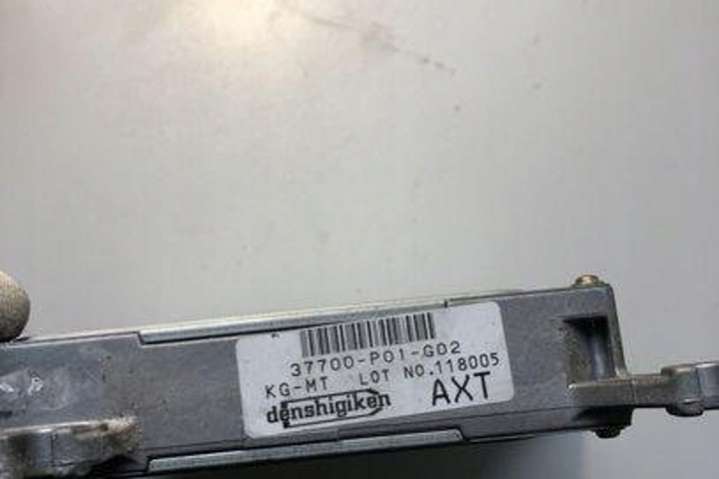 37700-P01-G02
KG-MT LOT NO.118005
denshigiken AXT